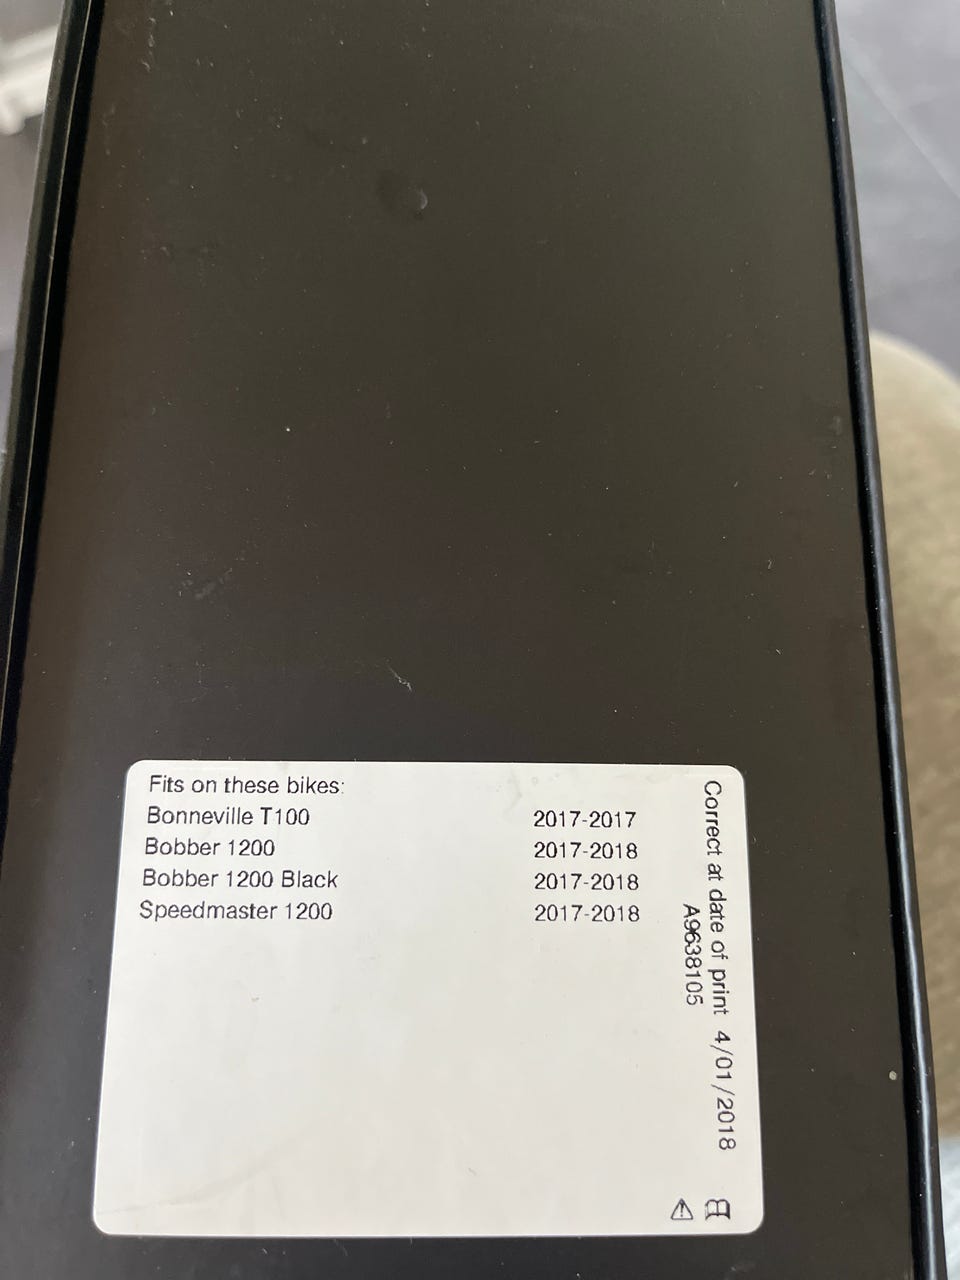 Fits on these bikes:
Bonneville T100 2017-2017
Bobber 1200 2017-2018
Bobber 1200 Black 2017-2018
Speedmaster 1200 2017-2018
Correct at date of print 4/01/2018
A9638105